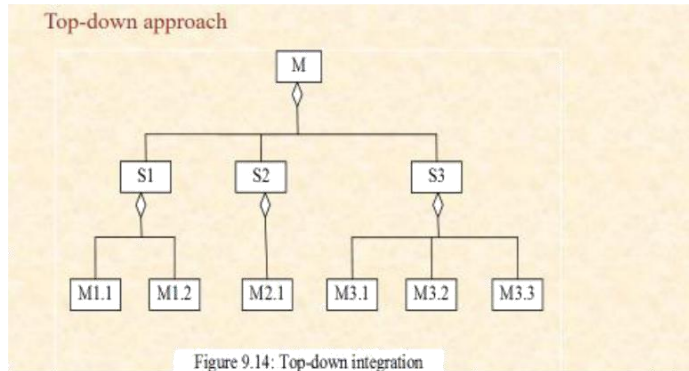 Top-down approach
M
S1 S2 S3
M1.1 M1.2 M2.1 M3.1 M3.2 M3.3
Figure 9.14: Top-down integration